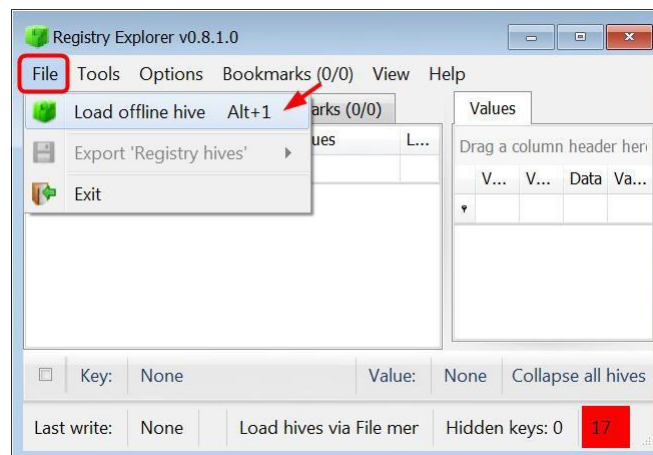 Registry Explorer v0.8.1.0
File Tools Options Bookmarks (0/0) View Help
Load offline hive Alt+1
arks (0/0) Values
Export 'Registry hives'
ues L... Drag a column header here
Exit
V... V... Data Va...
Key: None Value: None Collapse all hives
Last write: None Load hives via File mer Hidden keys: 0 17